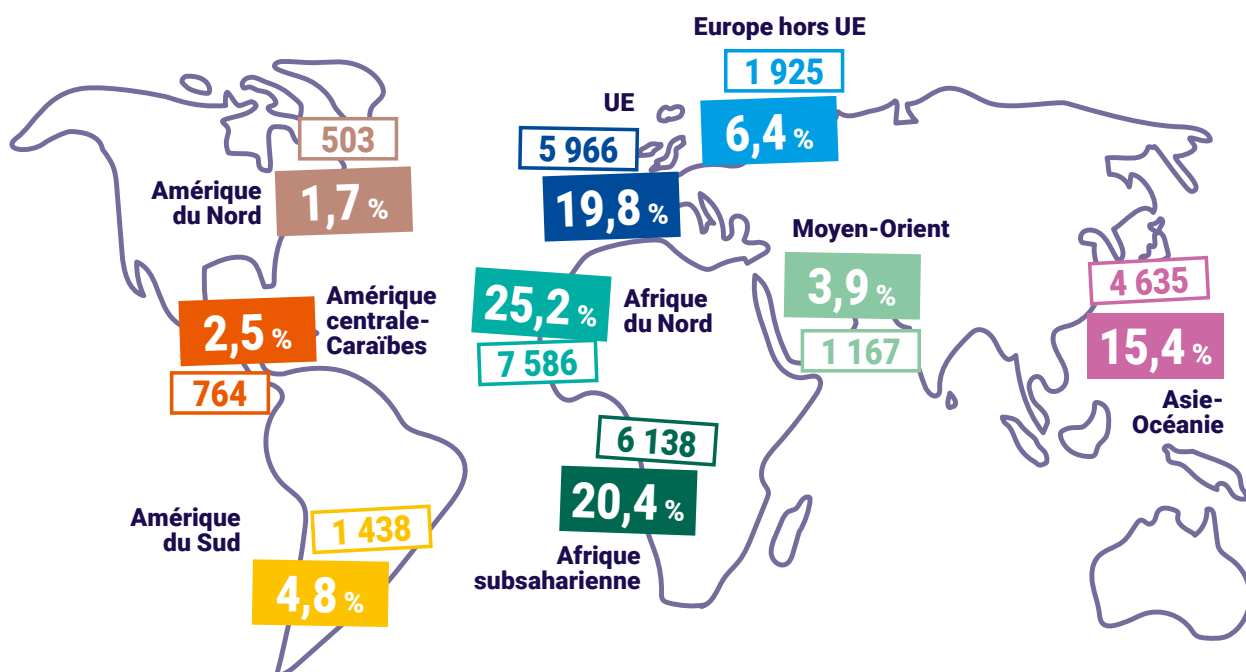 Europe hors UE
1 925
6,4 %
UE
5 966
19,8 %
503
Amérique
du Nord
1,7 %
Moyen-Orient
3,9 %
1 167
4 635
15,4 %
Asie-
Océanie
2,5 %
764
Amérique
centrale-
Caraïbes
25,2 %
7 586
Afrique
du Nord
6 138
20,4 %
Afrique
subsaharienne
Amérique
du Sud
1 438
4,8 %